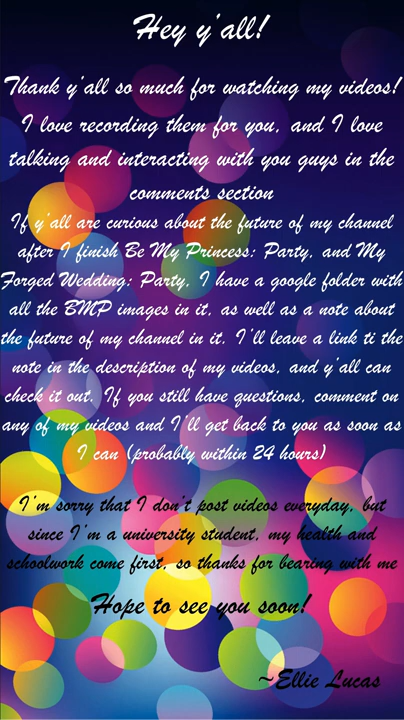 Hey y'all!
Thank y'all so much for watching my videos!
I love recording them for you, and I love
talking and interacting with you guys in the
comments section
If y'all are curious about the future of my channel
after I finish Be My Princess: Party, and My
Forged Wedding: Party, I have a google folder with
all the BMP images in it, as well as a note about
the future of my channel in it. I'll leave a link ti the
note in the description of my videos, and y'all can
check it out. If you still have questions, comment on
any of my videos and I'll get back to you as soon as
I can (probably within 24 hours)
I'm sorry that I don't post videos everyday, but
since I'm a university student, my health and
schoolwork come first, so thanks for bearing with me
Hope to see you soon!
~Ellie Lucas